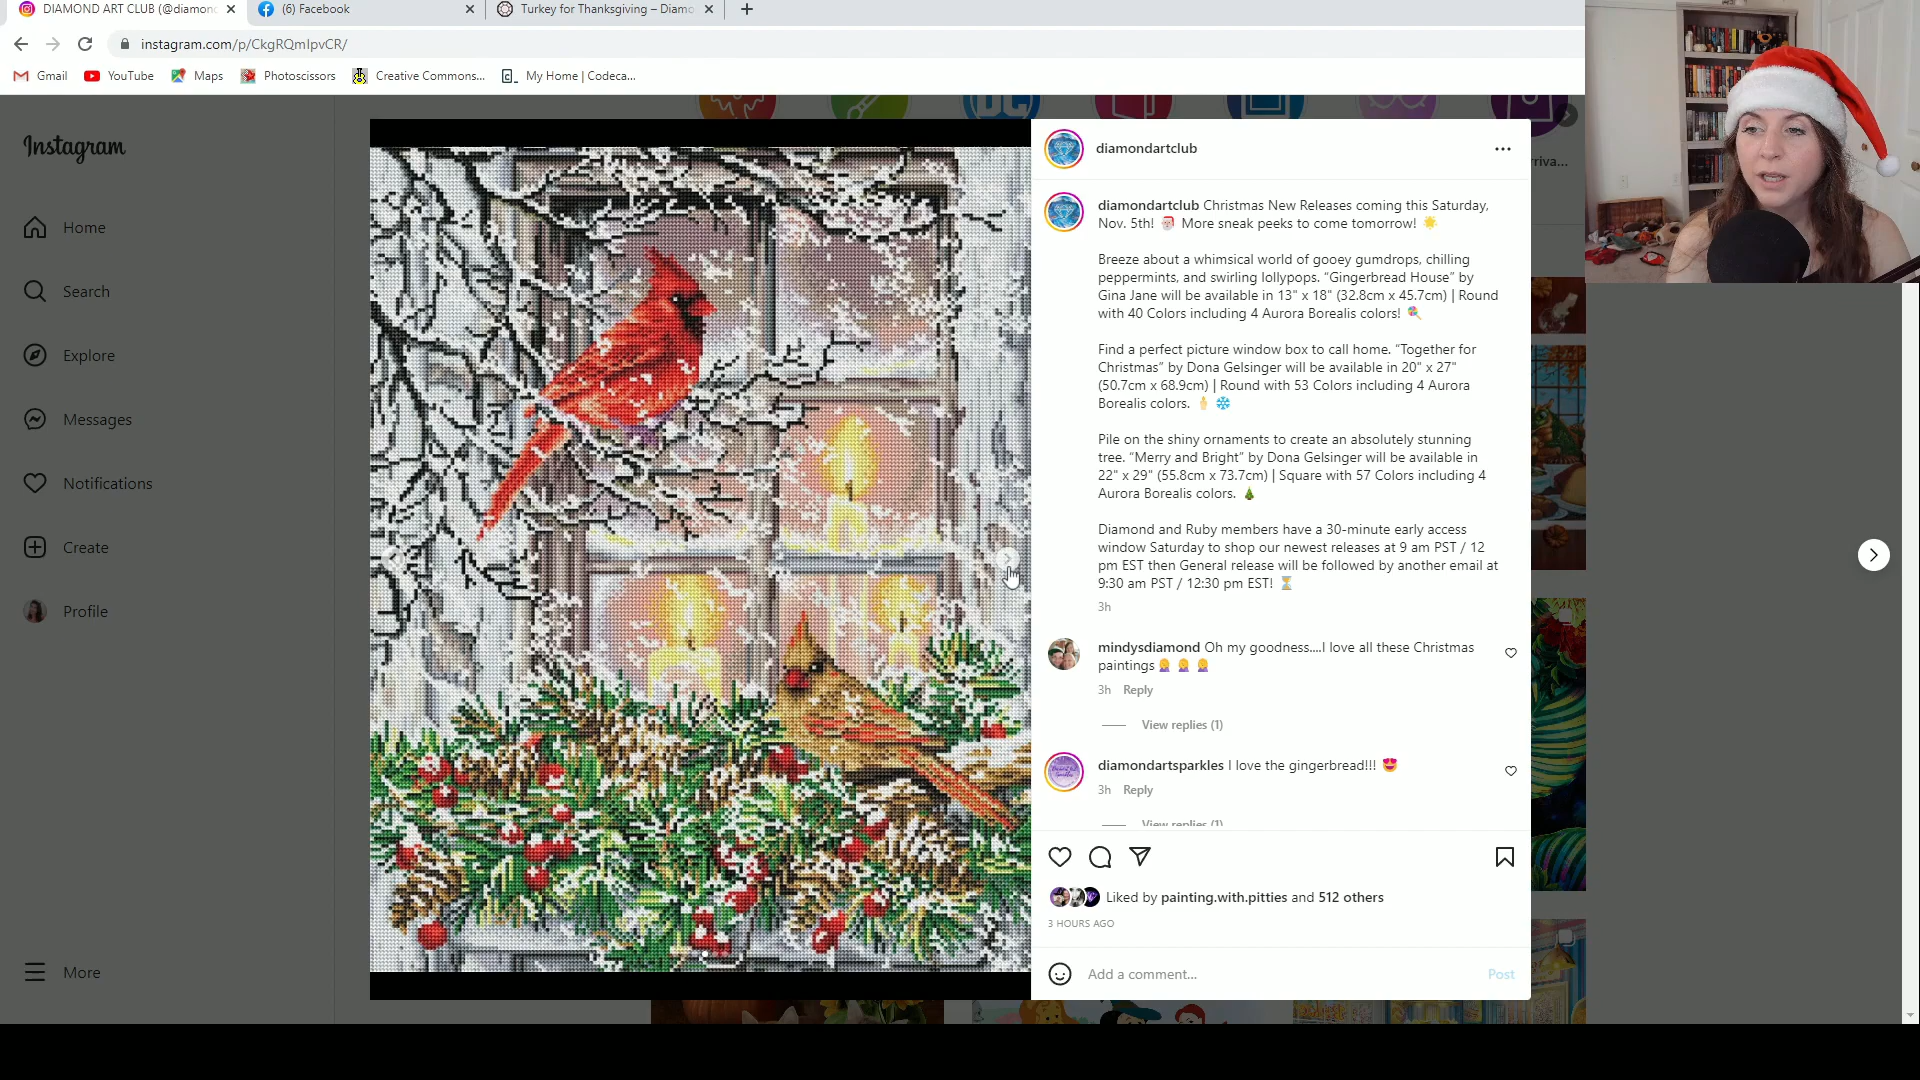 DIAMOND ART CLUB (@diamon
(6) Facebook
Turkey for Thanksgiving – Diamo
instagram.com/p/CkgRQmIpvCR/
Gmail
YouTube
Maps
Photoscissors
Creative Commons...
My Home | Codeca...
Instagram
Home
Search
Explore
Messages
Notifications
Create
Profile
More
DC
rriva...
diamondartclub
diamondartclub Christmas New Releases coming this Saturday,
Nov. 5th! 🎅 More sneak peeks to come tomorrow! 🌟
Breeze about a whimsical world of gooey gumdrops, chilling
peppermints, and swirling lollypops. "Gingerbread House" by
Gina Jane will be available in 13" x 18" (32.8cm x 45.7cm) | Round
with 40 Colors including 4 Aurora Borealis colors! 🍭
Find a perfect picture window box to call home. "Together for
Christmas" by Dona Gelsinger will be available in 20" x 27"
(50.7cm x 68.9cm) | Round with 53 Colors including 4 Aurora
Borealis colors. 🕯️ ❄️
Pile on the shiny ornaments to create an absolutely stunning
tree. "Merry and Bright" by Dona Gelsinger will be available in
22" x 29" (55.8cm x 73.7cm) | Square with 57 Colors including 4
Aurora Borealis colors. 🎄
Diamond and Ruby members have a 30-minute early access
window Saturday to shop our newest releases at 9 am PST / 12
pm EST then General release will be followed by another email at
9:30 am PST / 12:30 pm EST! ⏳
3h
mindysdiamond Oh my goodness....I love all these Christmas
paintings
3h Reply
View replies (1)
diamondartsparkles I love the gingerbread!!! 😍
3h Reply
View replies (1)
Liked by painting.with.pitties and 512 others
3 HOURS AGO
Add a comment...
Post